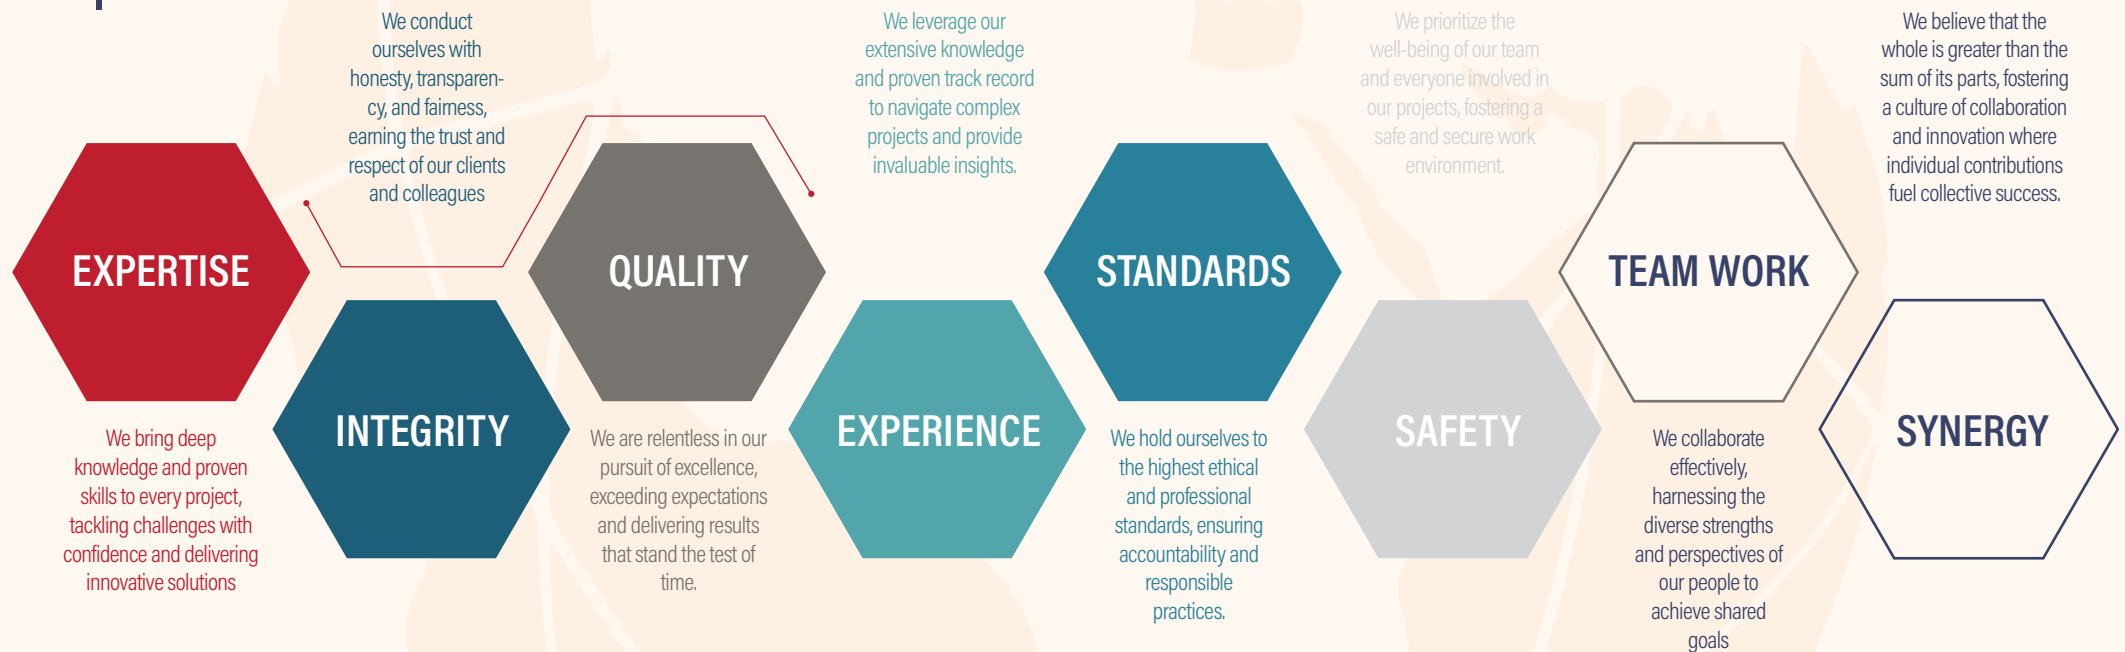 EXPERTISE
We bring deep
knowledge and proven
skills to every project,
tackling challenges with
confidence and delivering
innovative solutions
We conduct
ourselves with
honesty, transparen-
cy, and fairness,
earning the trust and
respect of our clients
and colleagues
INTEGRITY
QUALITY
We are relentless in our
pursuit of excellence,
exceeding expectations
and delivering results
that stand the test of
time.
We leverage our
extensive knowledge
and proven track record
to navigate complex
projects and provide
invaluable insights.
EXPERIENCE
STANDARDS
We hold ourselves to
the highest ethical
and professional
standards, ensuring
accountability and
responsible
practices.
We prioritize the
well-being of our team
and everyone involved in
our projects, fostering a
safe and secure work
environment.
SAFETY
TEAM WORK
We collaborate
effectively,
harnessing the
diverse strengths
and perspectives of
our people to
achieve shared
goals
We believe that the
whole is greater than the
sum of its parts, fostering
a culture of collaboration
and innovation where
individual contributions
fuel collective success.
SYNERGY